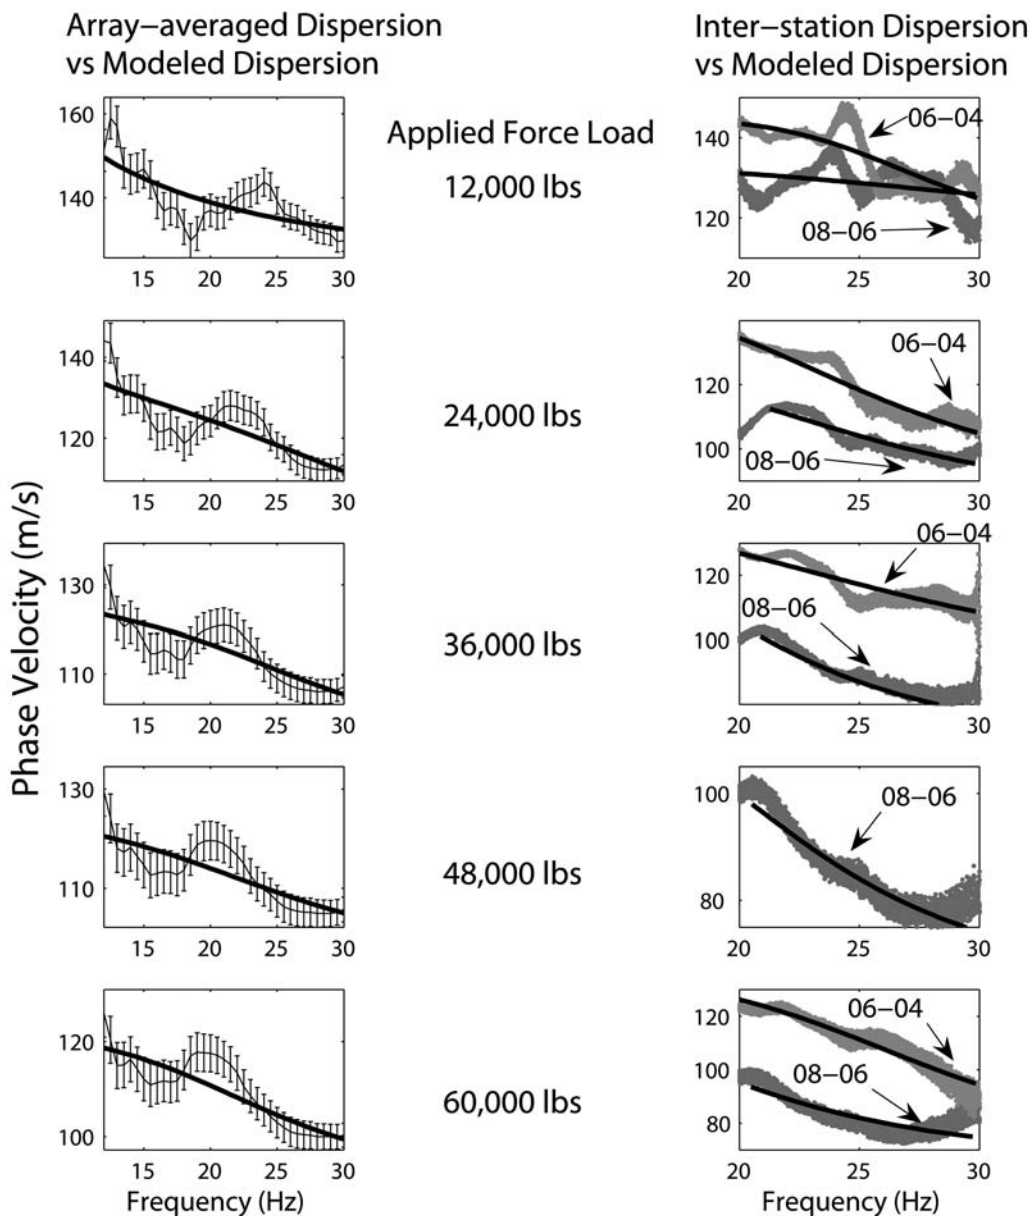 Array–averaged Dispersion
vs Modeled Dispersion
Inter–station Dispersion
vs Modeled Dispersion
Applied Force Load
Phase Velocity (m/s)
160
140
15 20 25 30
12,000 lbs
140
120
06–04
08–06
20 25 30
140
120
15 20 25 30
24,000 lbs
120
100
06–04
08–06
20 25 30
130
110
15 20 25 30
36,000 lbs
120
100
06–04
08–06
20 25 30
130
110
15 20 25 30
48,000 lbs
100
80
08–06
20 25 30
120
100
15 20 25 30
Frequency (Hz)
60,000 lbs
120
100
80
06–04
08–06
20 25 30
Frequency (Hz)